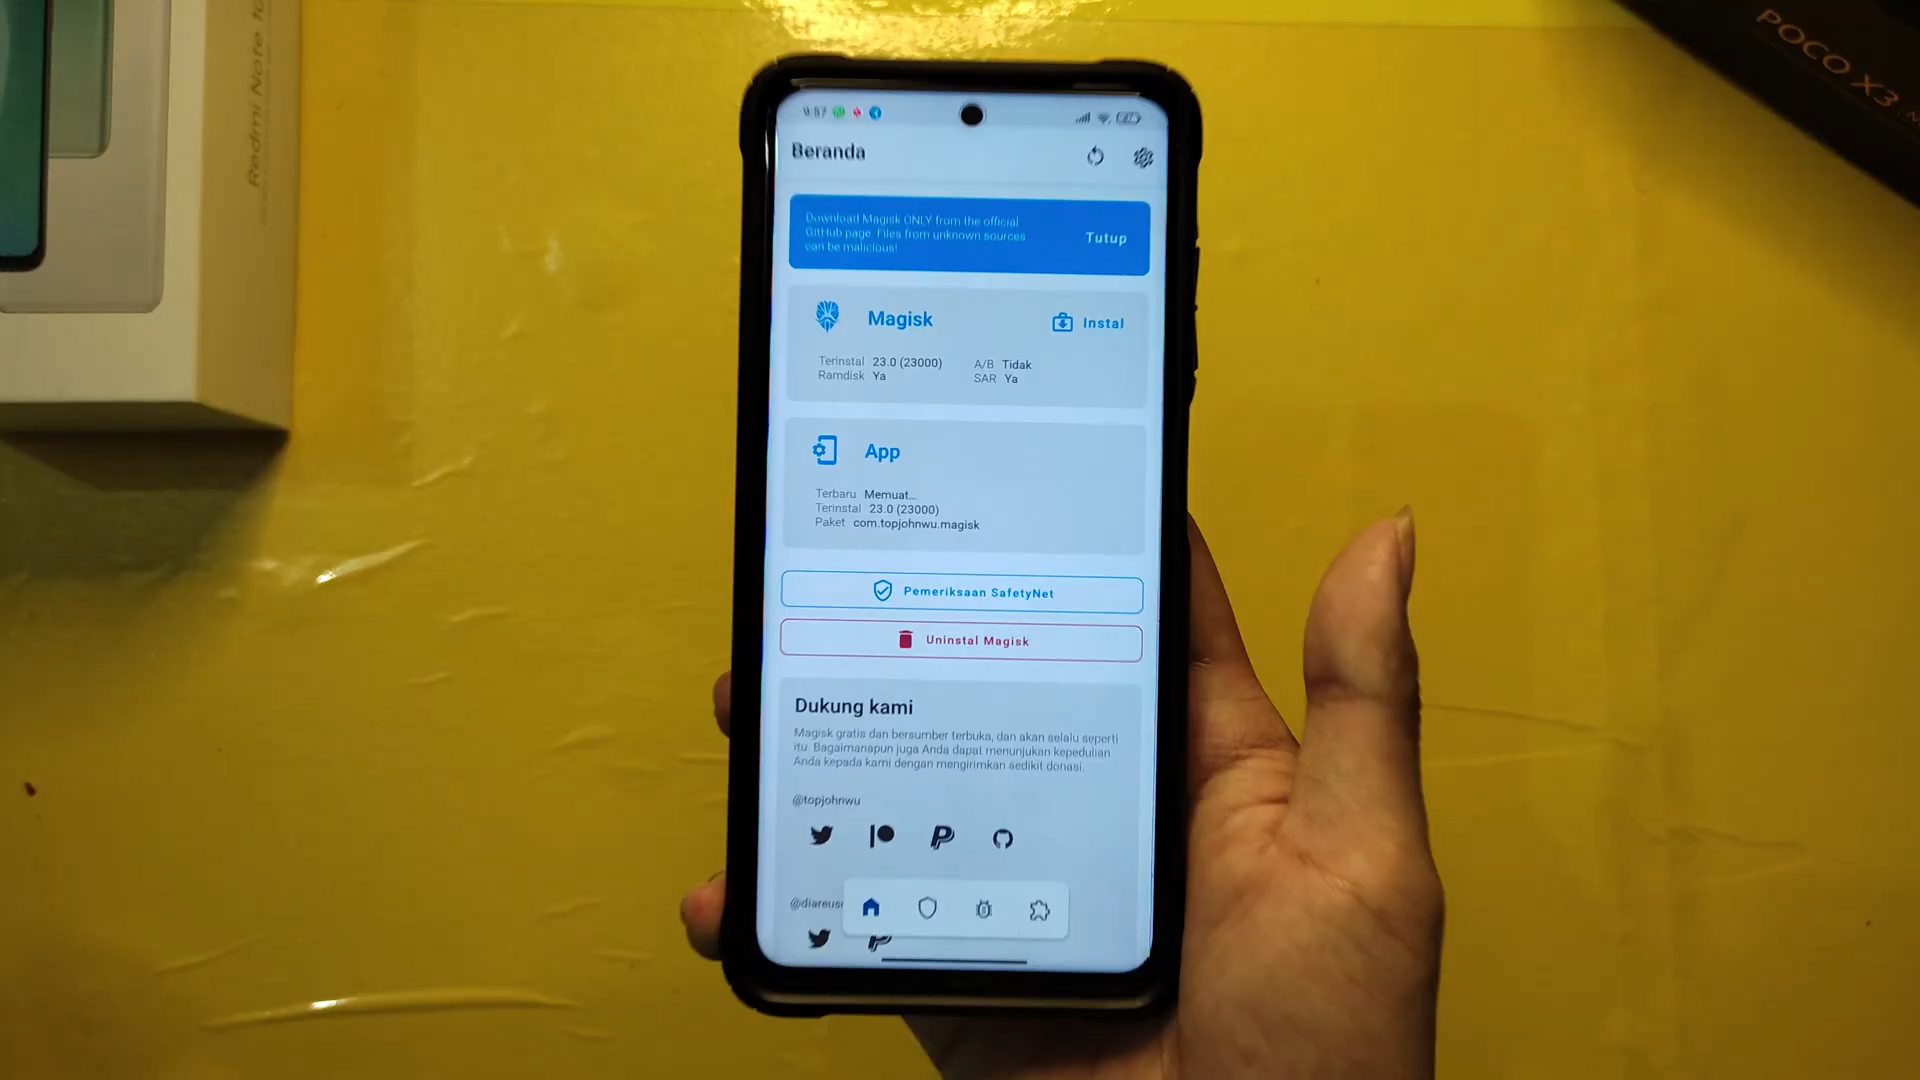 Redmi Note 10
POCO X3
9:57
Beranda
Download Magisk ONLY from the official
GitHub page. Files from unknown sources
can be malicious!
Tutup
Magisk
Instal
Terinstal 23.0 (23000)
A/B Tidak
Ramdisk Ya
SAR Ya
App
Terbaru Memuat...
Terinstal 23.0 (23000)
Paket com.topjohnwu.magisk
Pemeriksaan SafetyNet
Uninstal Magisk
Dukung kami
Magisk gratis dan bersumber terbuka, dan akan selalu seperti
itu. Bagaimanapun juga Anda dapat menunjukan kepedulian
Anda kepada kami dengan mengirimkan sedikit donasi.
@topjohnwu